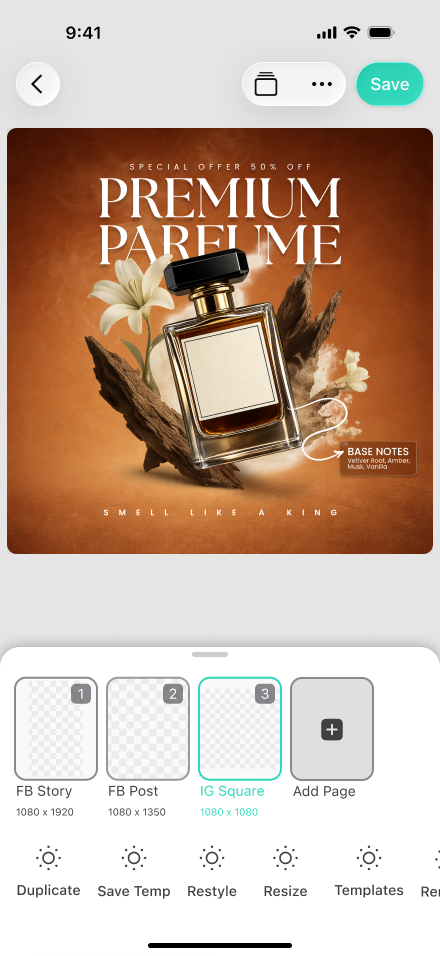 9:41
Save
SPECIAL OFFER 50% OFF
PREMIUM
PARFUME
BASE NOTES
Vetiver Root, Amber,
Musk, Vanilla
SMELL LIKE A KING
1
2
3
FB Story
FB Post
IG Square
Add Page
1080 x 1920
1080 x 1350
1080 x 1080
Duplicate
Save Temp
Restyle
Resize
Templates